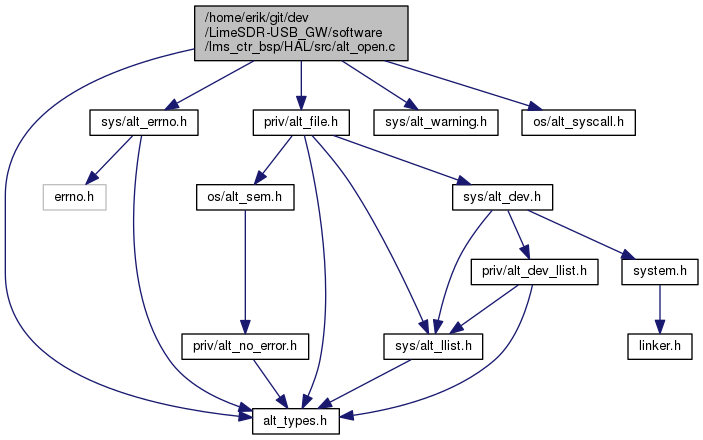 /home/erik/git/dev
/LimeSDR-USB_GW/software
/lms_ctr_bsp/HAL/src/alt_open.c
sys/alt_errno.h
priv/alt_file.h
sys/alt_warning.h
os/alt_syscall.h
errno.h
os/alt_sem.h
sys/alt_dev.h
priv/alt_dev_llist.h
system.h
priv/alt_no_error.h
sys/alt_llist.h
linker.h
alt_types.h